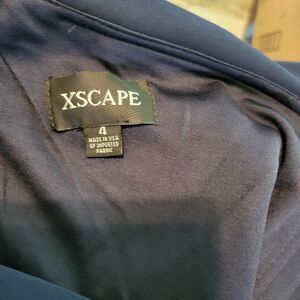 XSCAPE
4
MADE IN USA
OF IMPORTED
FABRIC